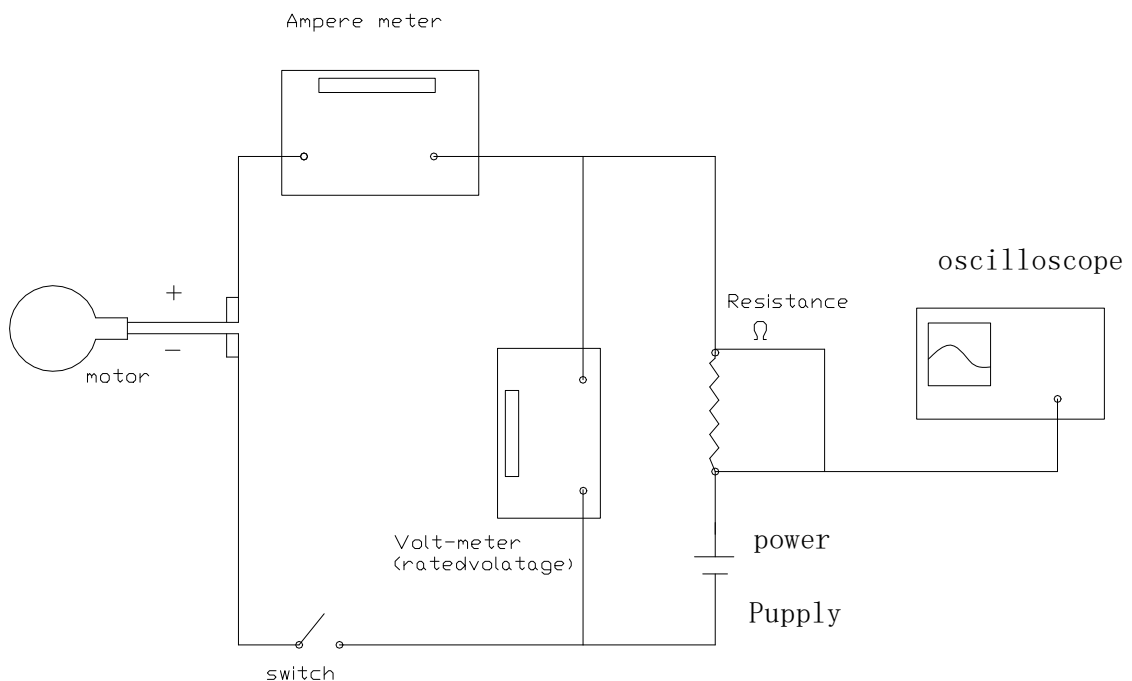 Ampere meter
oscilloscope
+
Resistance
Ω
−
motor
Volt-meter
(ratedvolatage)
power
Pupply
switch